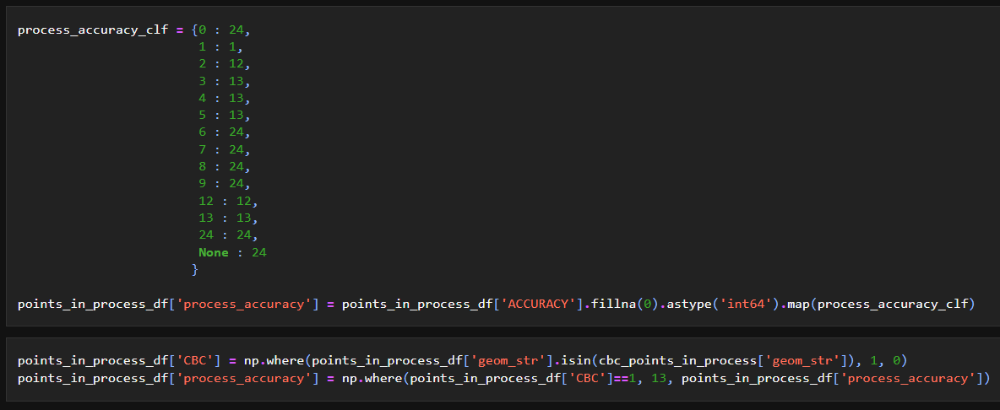 process_accuracy_clf = {0 : 24,
1 : 1,
2 : 12,
3 : 13,
4 : 13,
5 : 13,
6 : 24,
7 : 24,
8 : 24,
9 : 24,
12 : 12,
13 : 13,
24 : 24,
None : 24
}
points_in_process_df['process_accuracy'] = points_in_process_df['ACCURACY'].fillna(0).astype('int64').map(process_accuracy_clf)
points_in_process_df['CBC'] = np.where(points_in_process_df['geom_str'].isin(cbc_points_in_process['geom_str']), 1, 0)
points_in_process_df['process_accuracy'] = np.where(points_in_process_df['CBC']==1, 13, points_in_process_df['process_accuracy'])